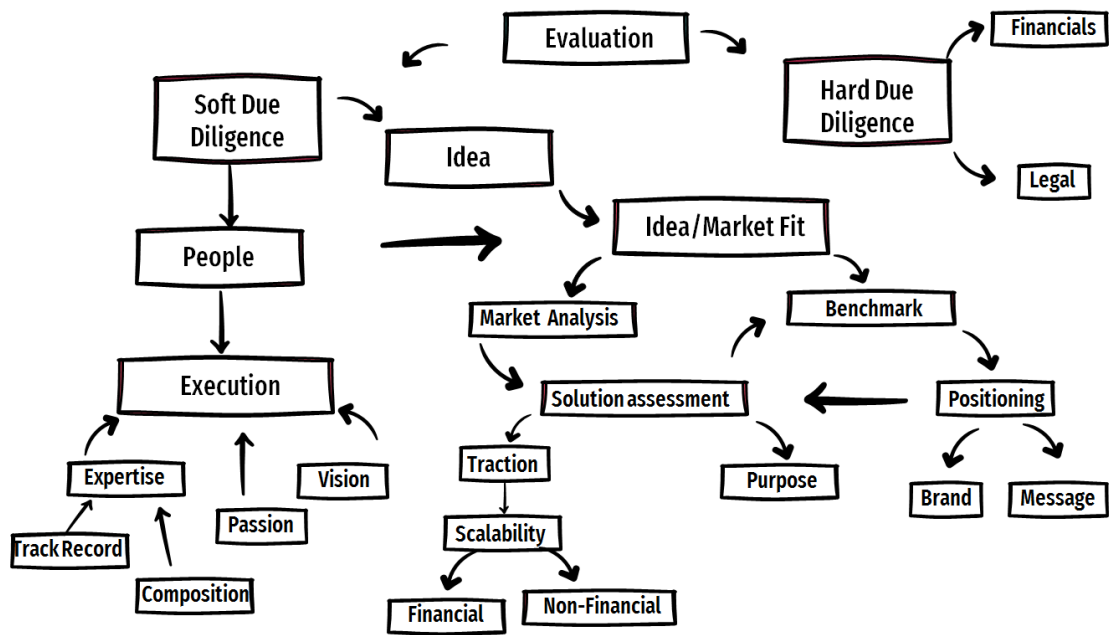 Evaluation
Financials
Soft Due
Diligence
Hard Due
Diligence
Idea
Legal
People
Idea/Market Fit
Market Analysis
Benchmark
Execution
Solution assessment
Positioning
Expertise
Vision
Traction
Purpose
Brand
Message
Passion
Track Record
Scalability
Composition
Financial
Non-Financial